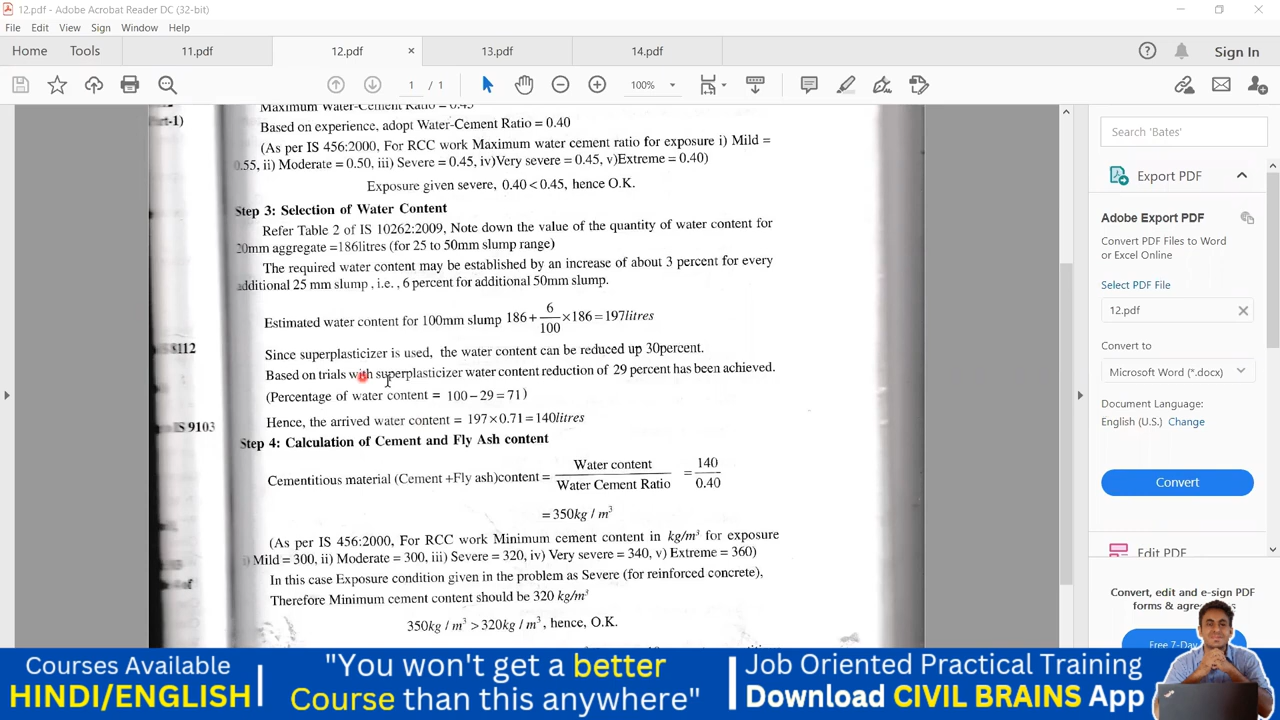 12.pdf - Adobe Acrobat Reader DC (32-bit)
File Edit View Sign Window Help
Home Tools 11.pdf 12.pdf × 13.pdf 14.pdf Sign In
1 / 1 100%
Maximum Water-Cement Ratio = 0.45
art-1)
Based on experience, adopt Water-Cement Ratio = 0.40
(As per IS 456:2000, For RCC work Maximum water cement ratio for exposure i) Mild =
0.55, ii) Moderate = 0.50, iii) Severe = 0.45, iv)Very severe = 0.45, v)Extreme = 0.40)
Exposure given severe, 0.40 < 0.45, hence O.K.
Step 3: Selection of Water Content
Refer Table 2 of IS 10262:2009, Note down the value of the quantity of water content for
20mm aggregate =186litres (for 25 to 50mm slump range)
The required water content may be established by an increase of about 3 percent for every
additional 25 mm slump , i.e. , 6 percent for additional 50mm slump.
Estimated water content for 100mm slump 186 + 6/100 × 186 = 197litres
8112
Since superplasticizer is used, the water content can be reduced up 30percent.
Based on trials with superplasticizer water content reduction of 29 percent has been achieved.
(Percentage of water content = 100 – 29 = 71)
Hence, the arrived water content = 197 × 0.71 = 140litres
S 9103
Step 4: Calculation of Cement and Fly Ash content
Cementitious material (Cement +Fly ash)content = Water content / Water Cement Ratio = 140 / 0.40
= 350kg / m³
(As per IS 456:2000, For RCC work Minimum cement content in kg/m³ for exposure
i) Mild = 300, ii) Moderate = 300, iii) Severe = 320, iv) Very severe = 340, v) Extreme = 360)
In this case Exposure condition given in the problem as Severe (for reinforced concrete),
Therefore Minimum cement content should be 320 kg/m³
350kg / m³ > 320kg / m³, hence, O.K.
of
Search 'Bates'
Export PDF
Adobe Export PDF
Convert PDF Files to Word
or Excel Online
Select PDF File
12.pdf
Convert to
Microsoft Word (*.docx)
Document Language:
English (U.S.) Change
Convert
Edit PDF
Convert, edit and e-sign PDF
forms &
Free 7-Day
Courses Available
HINDI/ENGLISH
"You won't get a better
Course than this anywhere"
Job Oriented Practical Training
Download CIVIL BRAINS App